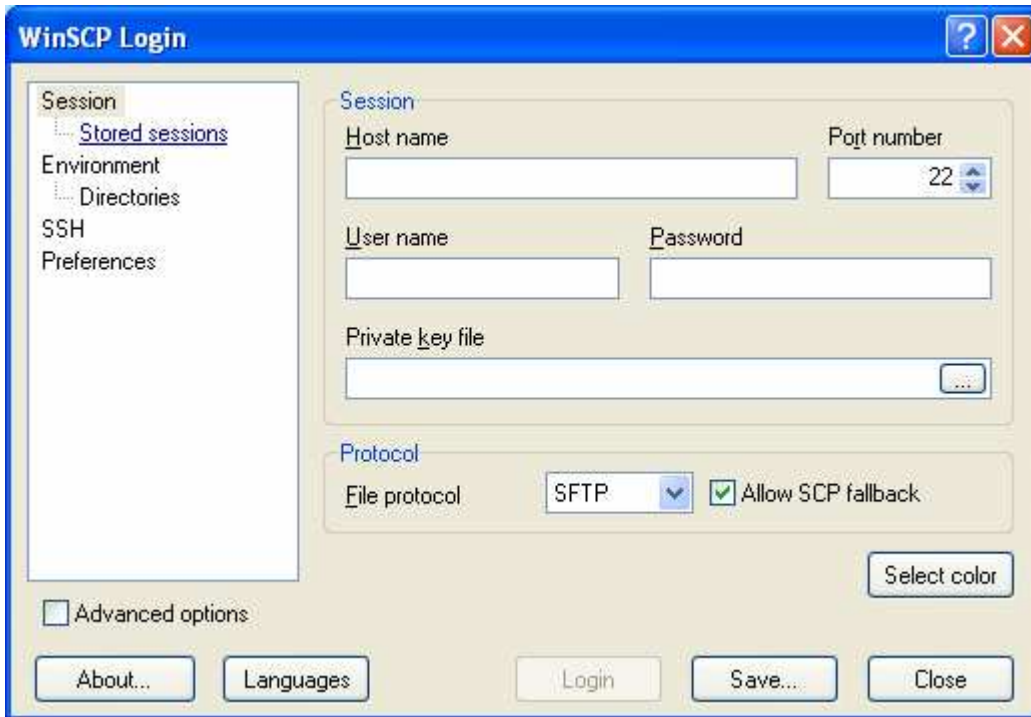 WinSCP Login
Session
Stored sessions
Environment
Directories
SSH
Preferences
Advanced options
Session
Host name
Port number
22
User name
Password
Private key file
...
Protocol
File protocol
SFTP
Allow SCP fallback
Select color
About...
Languages
Login
Save...
Close